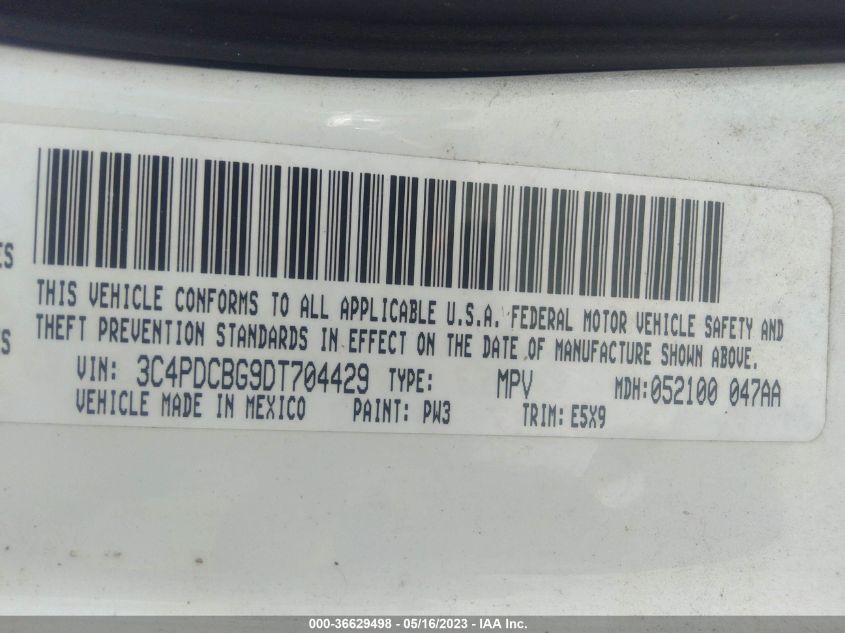 ES
THIS VEHICLE CONFORMS TO ALL APPLICABLE U.S.A. FEDERAL MOTOR VEHICLE SAFETY AND
S THEFT PREVENTION STANDARDS IN EFFECT ON THE DATE OF MANUFACTURE SHOWN ABOVE.
VIN: 3C4PDCBG9DT704429 TYPE: MPV MDH:052100 047AA
VEHICLE MADE IN MEXICO PAINT: PW3 TRIM: E5X9
000-36629498 - 05/16/2023 - IAA Inc.